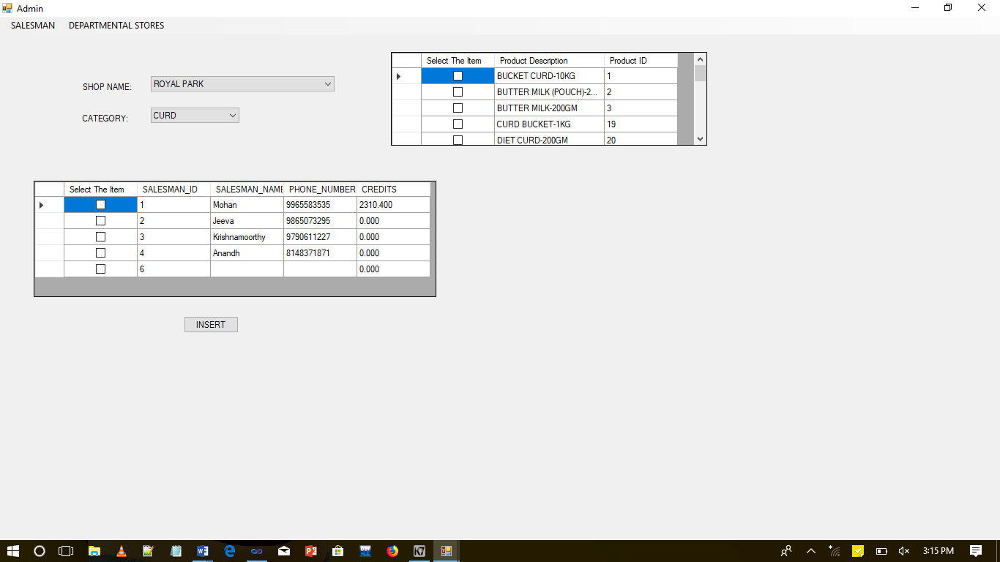 Admin
SALESMAN DEPARTMENTAL STORES
SHOP NAME: ROYAL PARK
CATEGORY: CURD
Select The Item Product Description Product ID
BUCKET CURD-10KG 1
BUTTER MILK (POUCH)-2... 2
BUTTER MILK-200GM 3
CURD BUCKET-1KG 19
DIET CURD-200GM 20
Select The Item SALESMAN_ID SALESMAN_NAME PHONE_NUMBER CREDITS
1 Mohan 9965583535 2310.400
2 Jeeva 9865073295 0.000
3 Krishnamoorthy 9790611227 0.000
4 Anandh 8148371871 0.000
6 0.000
INSERT
3:15 PM